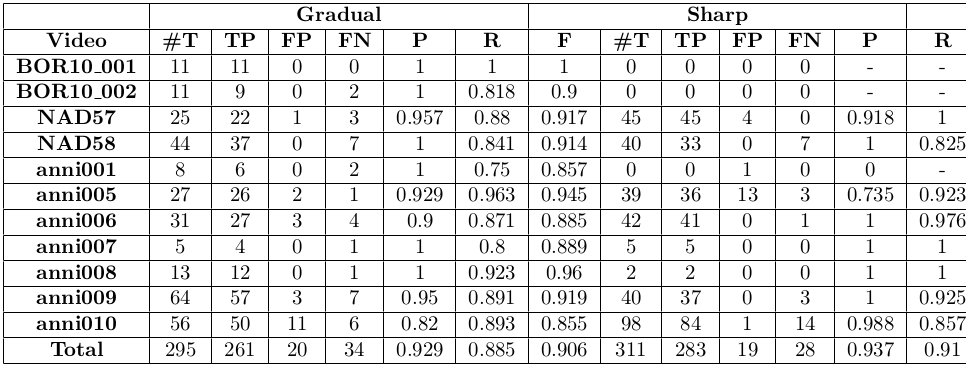 Gradual Sharp
Video #T TP FP FN P R F #T TP FP FN P R
BOR10_001 11 11 0 0 1 1 1 0 0 0 0 - -
BOR10_002 11 9 0 2 1 0.818 0.9 0 0 0 0 - -
NAD57 25 22 1 3 0.957 0.88 0.917 45 45 4 0 0.918 1
NAD58 44 37 0 7 1 0.841 0.914 40 33 0 7 1 0.825
anni001 8 6 0 2 1 0.75 0.857 0 0 1 0 0 -
anni005 27 26 2 1 0.929 0.963 0.945 39 36 13 3 0.735 0.923
anni006 31 27 3 4 0.9 0.871 0.885 42 41 0 1 1 0.976
anni007 5 4 0 1 1 0.8 0.889 5 5 0 0 1 1
anni008 13 12 0 1 1 0.923 0.96 2 2 0 0 1 1
anni009 64 57 3 7 0.95 0.891 0.919 40 37 0 3 1 0.925
anni010 56 50 11 6 0.82 0.893 0.855 98 84 1 14 0.988 0.857
Total 295 261 20 34 0.929 0.885 0.906 311 283 19 28 0.937 0.91